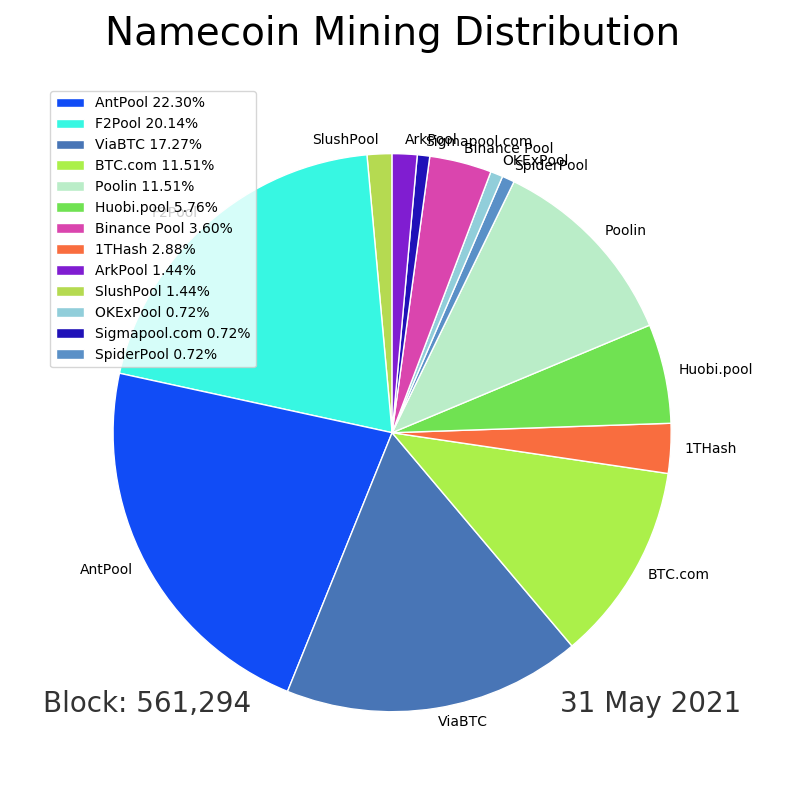 Namecoin Mining Distribution
AntPool 22.30%
F2Pool 20.14%
ViaBTC 17.27%
BTC.com 11.51%
Poolin 11.51%
Huobi.pool 5.76%
Binance Pool 3.60%
1THash 2.88%
ArkPool 1.44%
SlushPool 1.44%
OKExPool 0.72%
Sigmapool.com 0.72%
SpiderPool 0.72%
SlushPool
ArkPool
Sigmapool.com
Binance Pool
OKExPool
SpiderPool
F2Pool
Poolin
Huobi.pool
1THash
AntPool
BTC.com
ViaBTC
Block: 561,294
31 May 2021